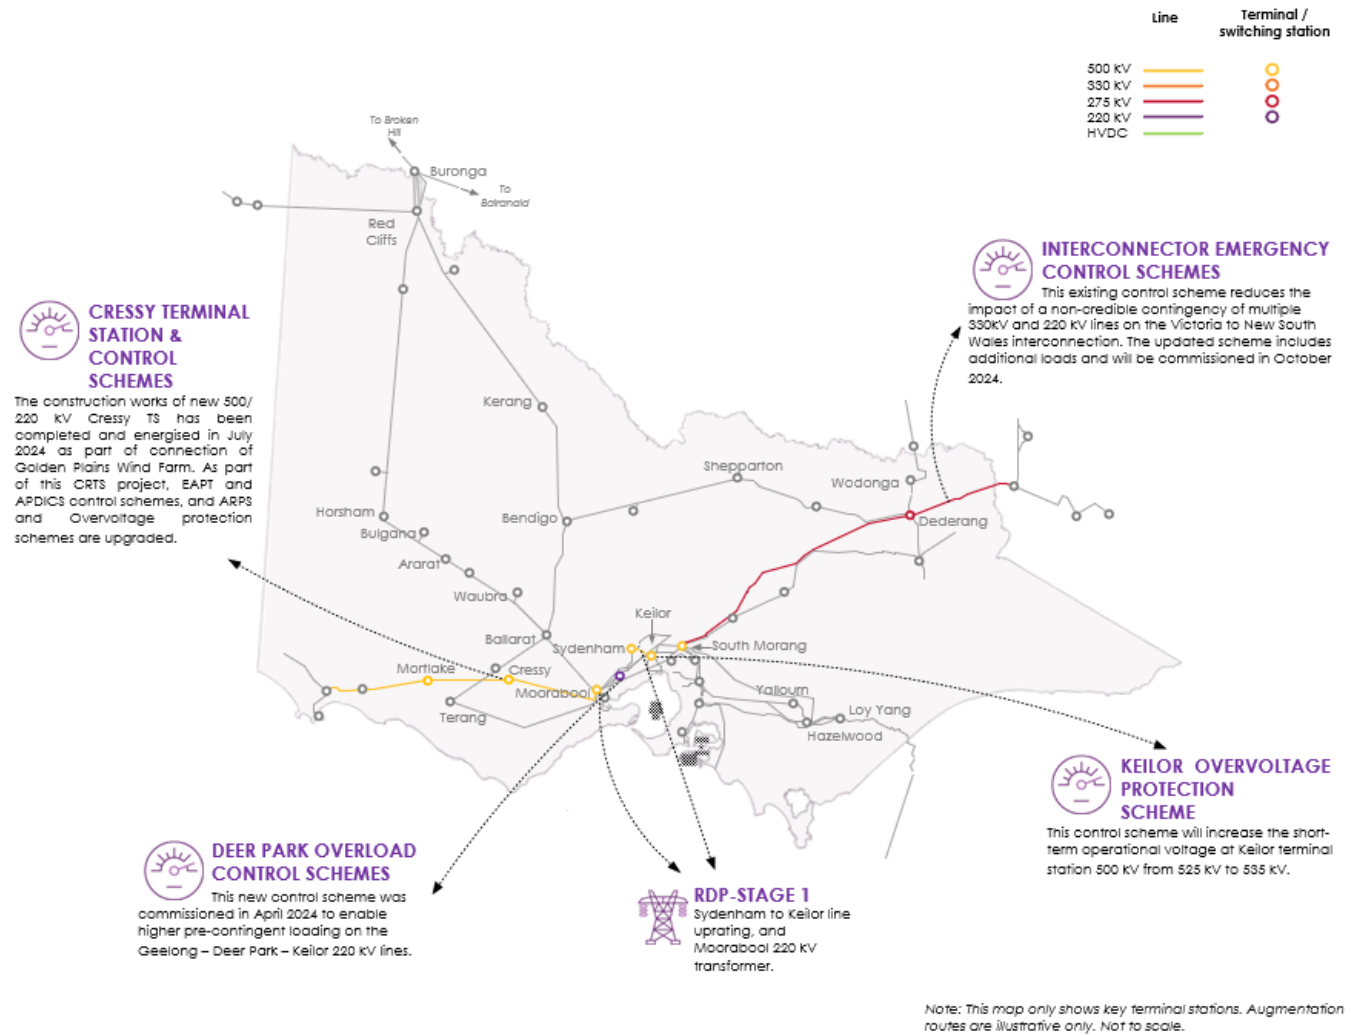 Line
Terminal /
switching station
500 kV
330 kV
275 kV
220 kV
HVDC
To Broken
Hill
Buronga
To
Balranald
Red
Cliffs
INTERCONNECTOR EMERGENCY
CONTROL SCHEMES
This existing control scheme reduces the
impact of a non-credible contingency of multiple
330kV and 220 kV lines on the Victoria to New South
Wales interconnection. The updated scheme includes
additional loads and will be commissioned in October
2024.
CRESSY TERMINAL
STATION &
CONTROL
SCHEMES
The construction works of new 500/
220 kV Cressy TS has been
completed and energised in July
2024 as part of connection of
Golden Plains Wind Farm. As part
of this CRTS project, EAPT and
APDICS control schemes, and ARPS
and Overvoltage protection
schemes are upgraded.
Kerang
Shepparton
Wodonga
Horsham
Bendigo
Dederang
Bulgana
Ararat
Waubra
Keilor
Ballarat
Sydenham
South Morang
Mortlake
Cressy
Moorabool
Yallourn
Terang
Loy Yang
Hazelwood
KEILOR OVERVOLTAGE
PROTECTION
SCHEME
This control scheme will increase the short-
term operational voltage at Keilor terminal
station 500 kV from 525 kV to 535 kV.
DEER PARK OVERLOAD
CONTROL SCHEMES
This new control scheme was
commissioned in April 2024 to enable
higher pre-contingent loading on the
Geelong – Deer Park – Keilor 220 kV lines.
RDP-STAGE 1
Sydenham to Keilor line
uprating, and
Moorabool 220 kV
transformer.
Note: This map only shows key terminal stations. Augmentation
routes are illustrative only. Not to scale.